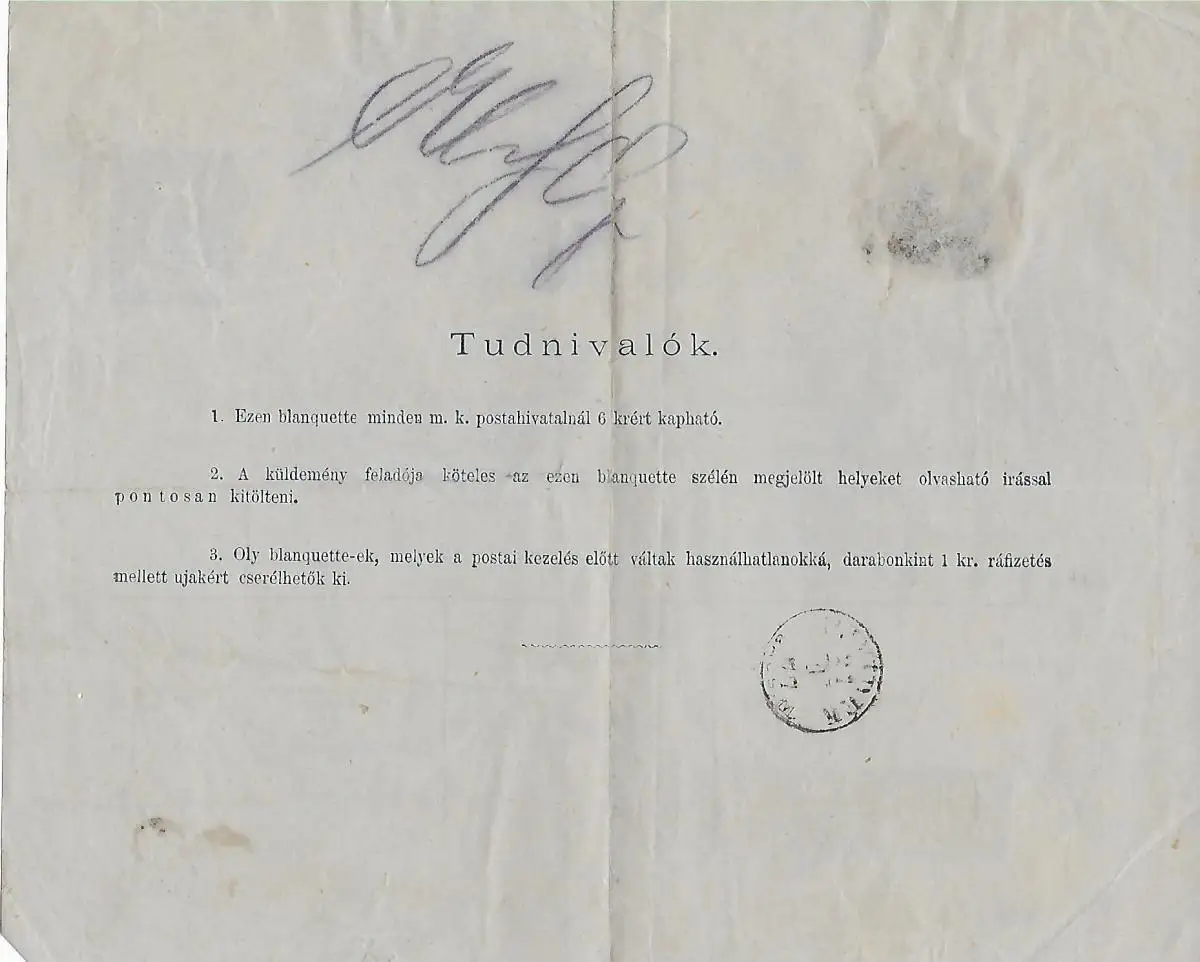 Tudnivalók.
1. Ezen blanquette minden m. k. postahivatalnál 6 krért kapható.
2. A küldemény feladója köteles az ezen blanquette szélén megjelölt helyeket olvasható irással
pontosan kitölteni.
3. Oly blanquette-ek, melyek a postai kezelés előtt váltak használhatlanokká, darabonkint 1 kr. ráfizetés
mellett ujakért cserélhetők ki.